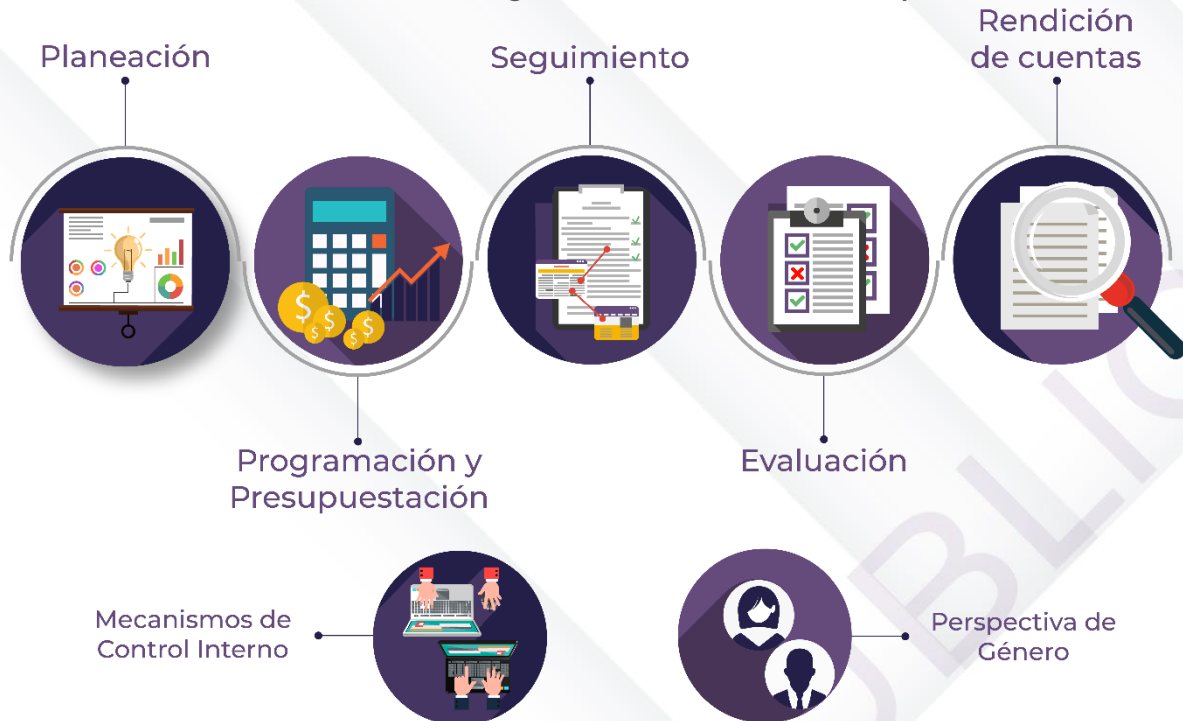 Planeación
Seguimiento
Rendición
de cuentas
$
$
$
$
$
Programación y
Presupuestación
Evaluación
Mecanismos de
Control Interno
Perspectiva de
Género